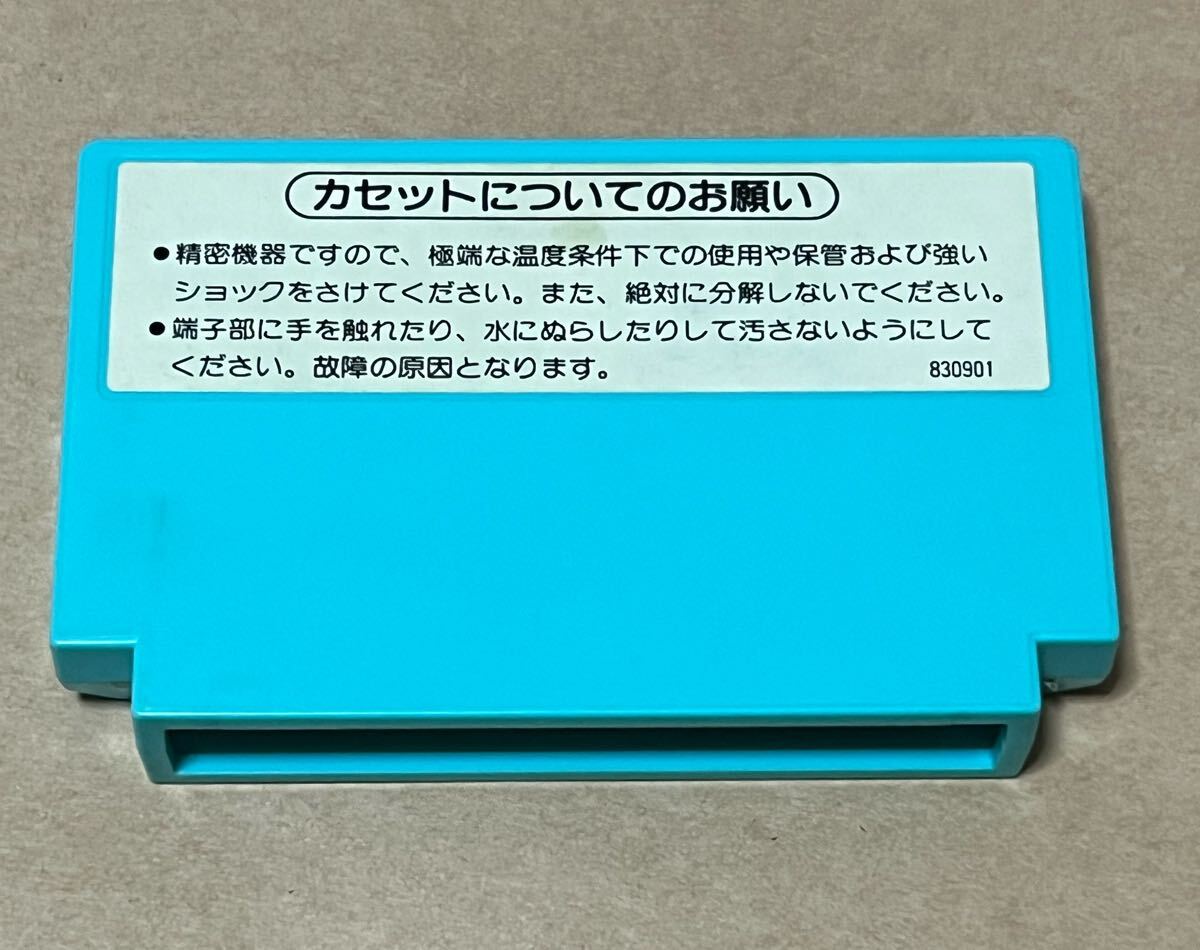 カセットについてのお願い
●精密機器ですので、極端な温度条件下での使用や保管および強い
ショックをさけてください。また、絶対に分解しないでください。
●端子部に手を触れたり、水にぬらしたりして汚さないようにして
ください。故障の原因となります。
830901